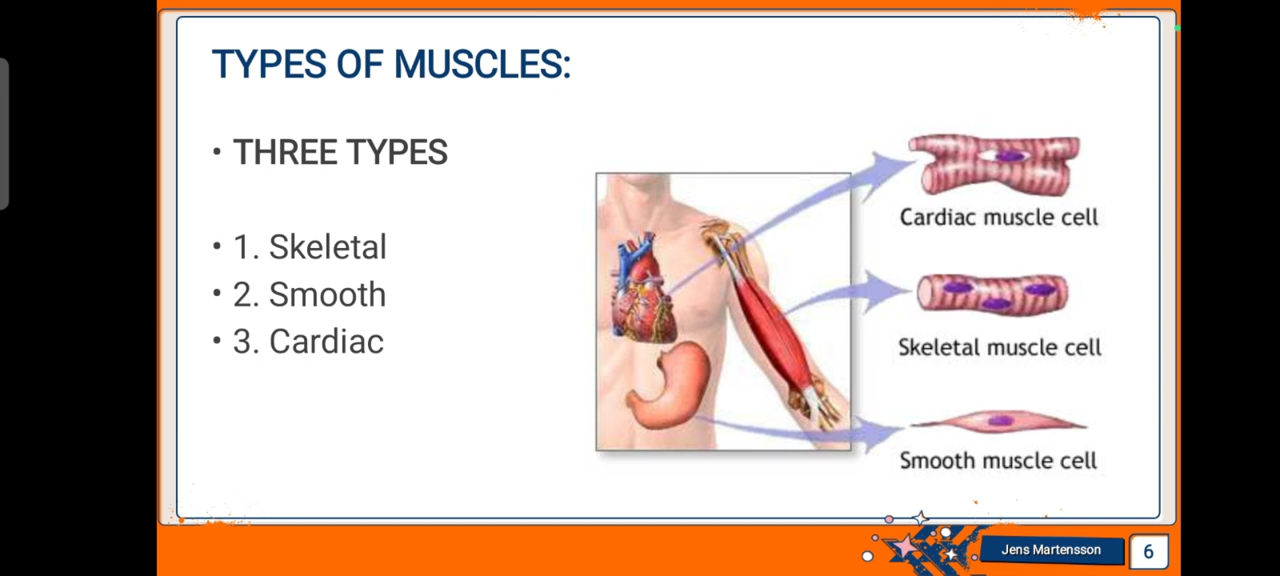 TYPES OF MUSCLES:
• THREE TYPES
• 1. Skeletal
• 2. Smooth
• 3. Cardiac
Cardiac muscle cell
Skeletal muscle cell
Smooth muscle cell
Jens Martensson
6